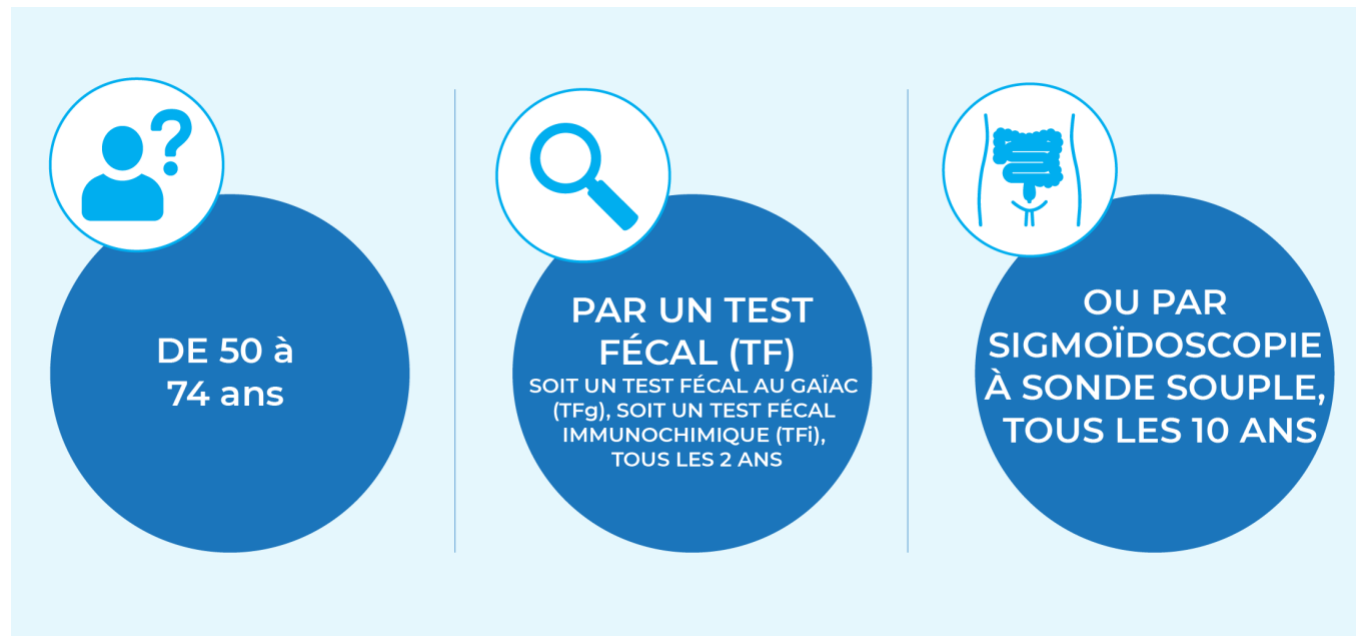 DE 50 à
74 ans
PAR UN TEST
FÉCAL (TF)
SOIT UN TEST FÉCAL AU GAÏAC
(TFg), SOIT UN TEST FÉCAL
IMMUNOCHIMIQUE (TFi),
TOUS LES 2 ANS
OU PAR
SIGMOÏDOSCOPIE
À SONDE SOUPLE,
TOUS LES 10 ANS